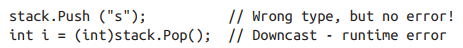 stack.Push ("s");          // Wrong type, but no error!
int i = (int)stack.Pop();  // Downcast - runtime error